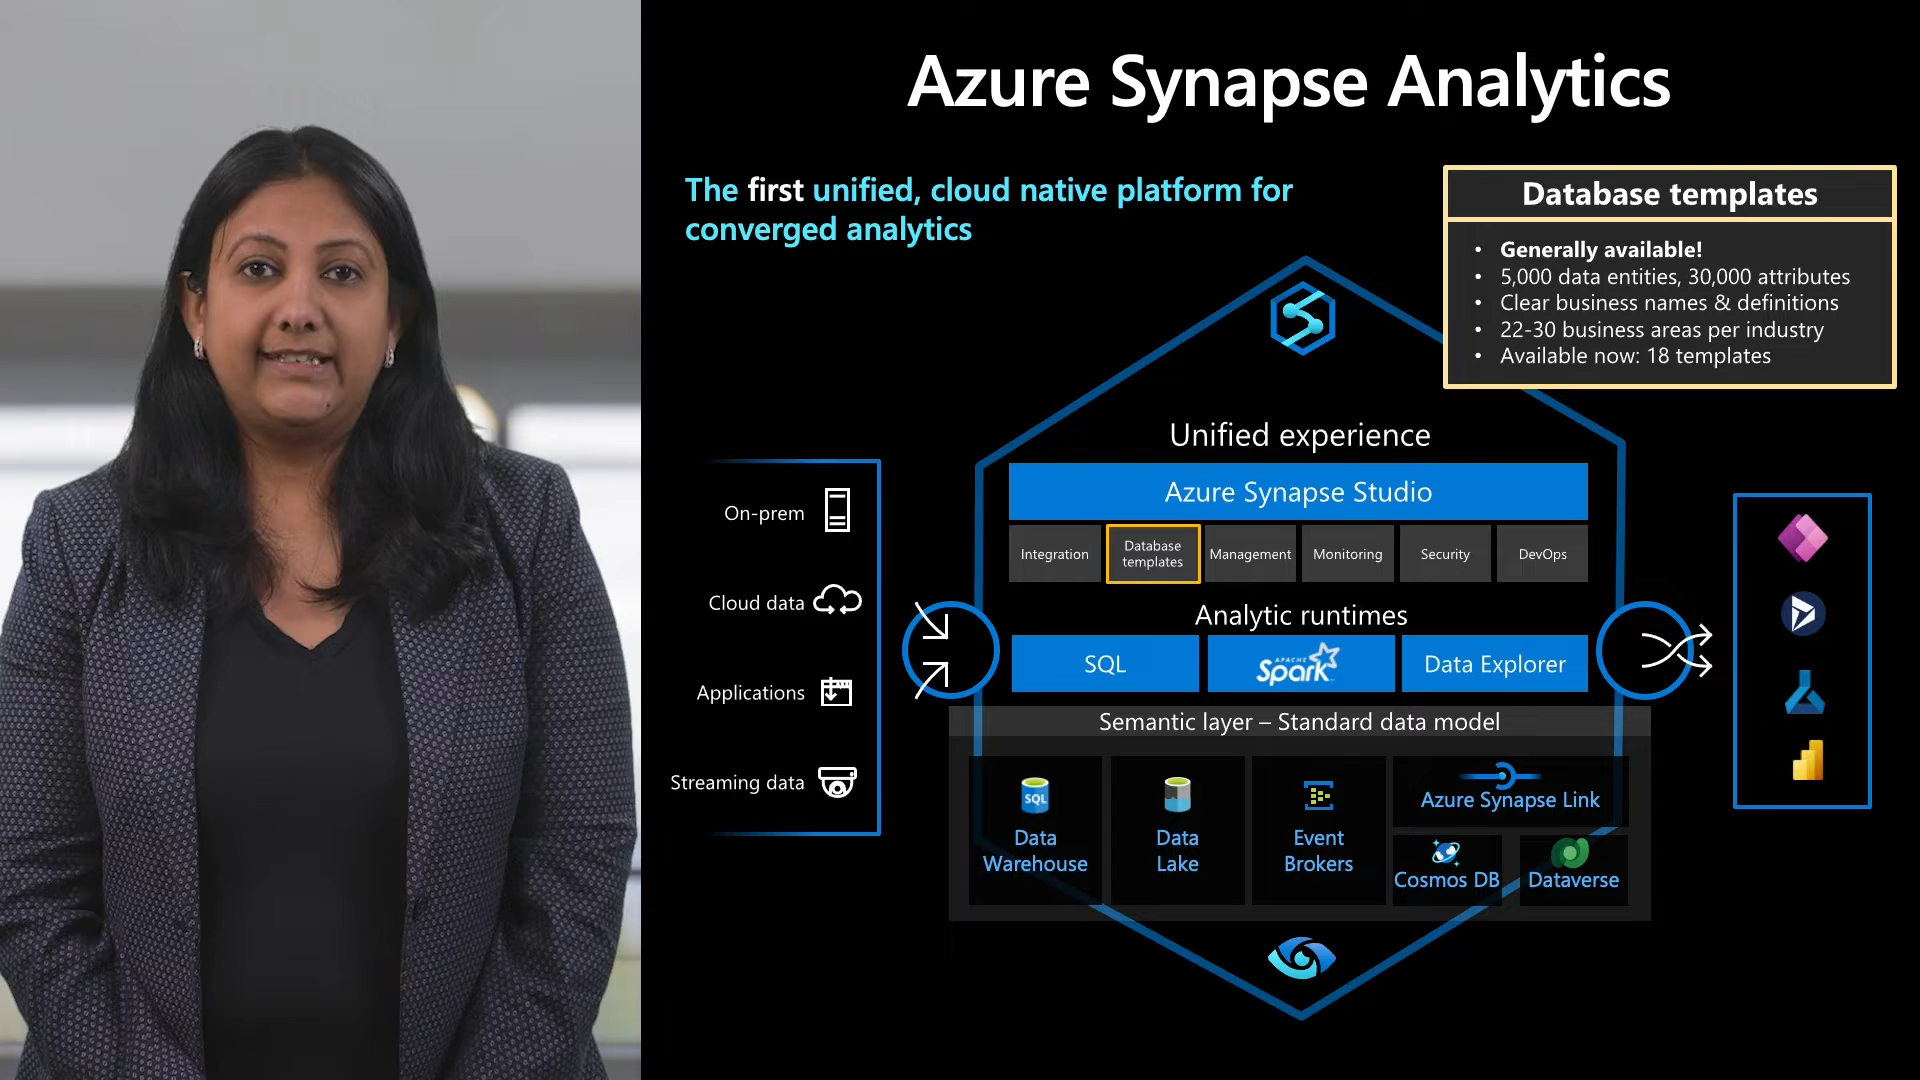 Azure Synapse Analytics
The first unified, cloud native platform for
converged analytics
Database templates
• Generally available!
• 5,000 data entities, 30,000 attributes
• Clear business names & definitions
• 22-30 business areas per industry
• Available now: 18 templates
On-prem
Cloud data
Applications
Streaming data
Unified experience
Azure Synapse Studio
Integration
Database
templates
Management
Monitoring
Security
DevOps
Analytic runtimes
SQL
APACHE
Spark
Data Explorer
Semantic layer – Standard data model
SQL
Data
Warehouse
Data
Lake
Event
Brokers
Azure Synapse Link
Cosmos DB
Dataverse